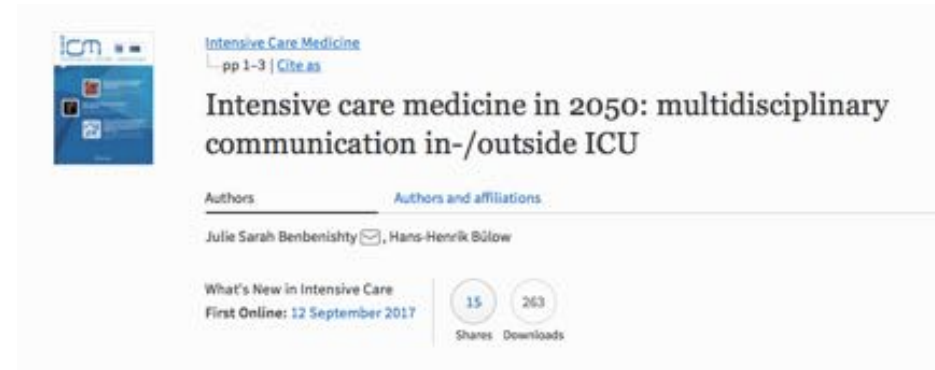 icm
Intensive Care Medicine
pp 1–3 | Cite as
Intensive care medicine in 2050: multidisciplinary
communication in-/outside ICU
Authors
Authors and affiliations
Julie Sarah Benbenishty, Hans-Henrik Bülow
What's New in Intensive Care
First Online: 12 September 2017
15
263
Shares
Downloads